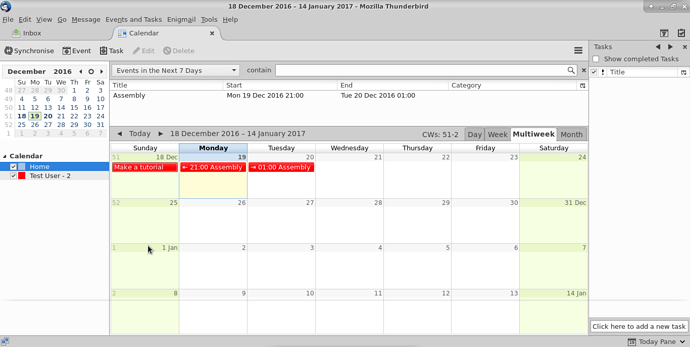 18 December 2016 – 14 January 2017 - Mozilla Thunderbird
File Edit View Go Message Events and Tasks Enigmail Tools Help
Inbox
Calendar
Synchronise Event Task Edit Delete
December 2016
Su Mo Tu We Th Fr Sa
48 27 28 29 30 1 2 3
49 4 5 6 7 8 9 10
50 11 12 13 14 15 16 17
51 18 19 20 21 22 23 24
52 25 26 27 28 29 30 31
1 1 2 3 4 5 6 7
Calendar
Home
Test User - 2
Events in the Next 7 Days contain
Title Start End Category
Assembly Mon 19 Dec 2016 21:00 Tue 20 Dec 2016 01:00
Today 18 December 2016 – 14 January 2017 CWs: 51-2 Day Week Multiweek Month
Sunday Monday Tuesday Wednesday Thursday Friday Saturday
51 18 Dec 19 20 21 22 23 24
Make a tutorial 21:00 Assembly 01:00 Assembly
52 25 26 27 28 29 30 31 Dec
1 1 Jan 2 3 4 5 6 7
2 8 9 10 11 12 13 14 Jan
Tasks
Show completed Tasks
! Title
Click here to add a new task
Today Pane